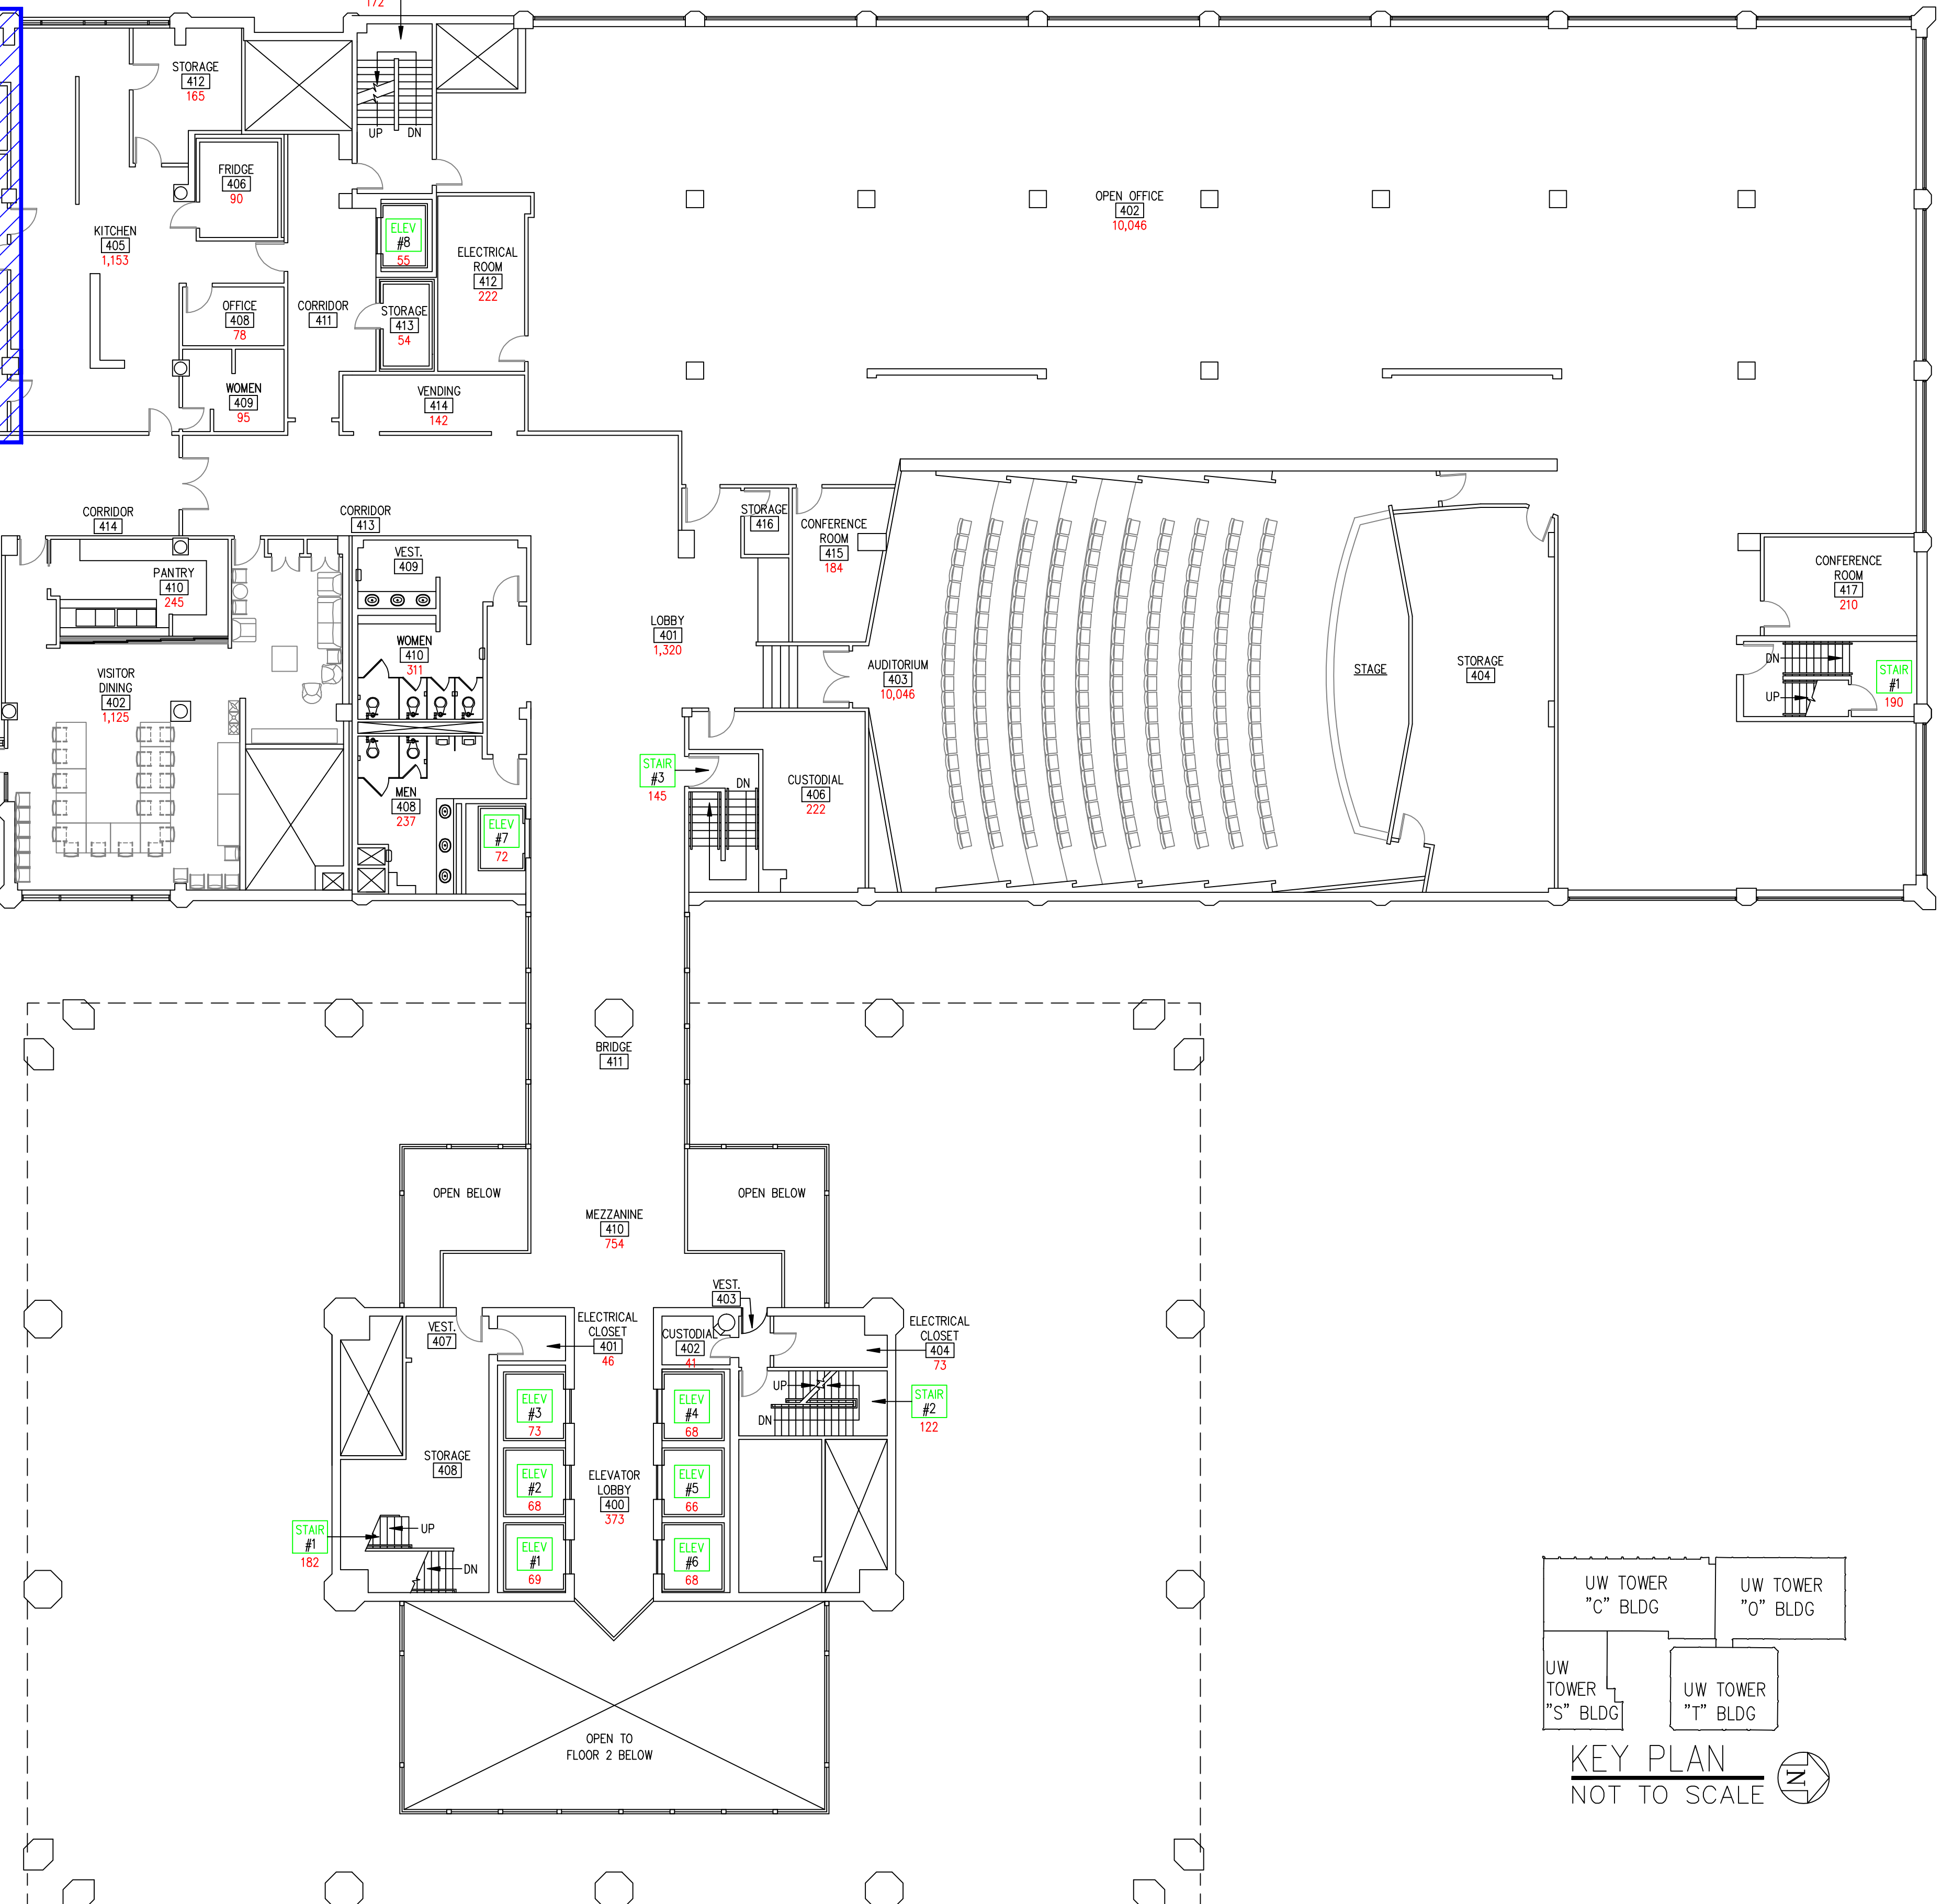 172
STORAGE
412
165
UP
DN
FRIDGE
406
90
OPEN OFFICE
402
10,046
KITCHEN
405
1,153
ELEV
#8
55
ELECTRICAL
ROOM
412
222
OFFICE
408
78
CORRIDOR
411
STORAGE
413
54
WOMEN
409
95
VENDING
414
142
CORRIDOR
414
CORRIDOR
413
STORAGE
416
CONFERENCE
ROOM
415
184
VEST.
409
PANTRY
410
245
CONFERENCE
ROOM
417
210
LOBBY
401
1,320
WOMEN
410
311
VISITOR
DINING
402
1,125
AUDITORIUM
403
10,046
STAGE
STORAGE
404
DN
UP
STAIR
#1
190
STAIR
#3
145
DN
CUSTODIAL
406
222
MEN
408
237
ELEV
#7
72
BRIDGE
411
OPEN BELOW
OPEN BELOW
MEZZANINE
410
754
VEST.
403
VEST.
407
ELECTRICAL
CLOSET
401
46
CUSTODIAL
402
41
ELECTRICAL
CLOSET
404
73
ELEV
#3
73
ELEV
#4
68
UP
DN
STAIR
#2
122
STORAGE
408
ELEV
#2
68
ELEVATOR
LOBBY
400
373
ELEV
#5
66
STAIR
#1
182
UP
DN
ELEV
#1
69
ELEV
#6
68
OPEN TO
FLOOR 2 BELOW
UW TOWER
"C" BLDG
UW TOWER
"O" BLDG
UW
TOWER
"S" BLDG
UW TOWER
"T" BLDG
KEY PLAN
NOT TO SCALE
N